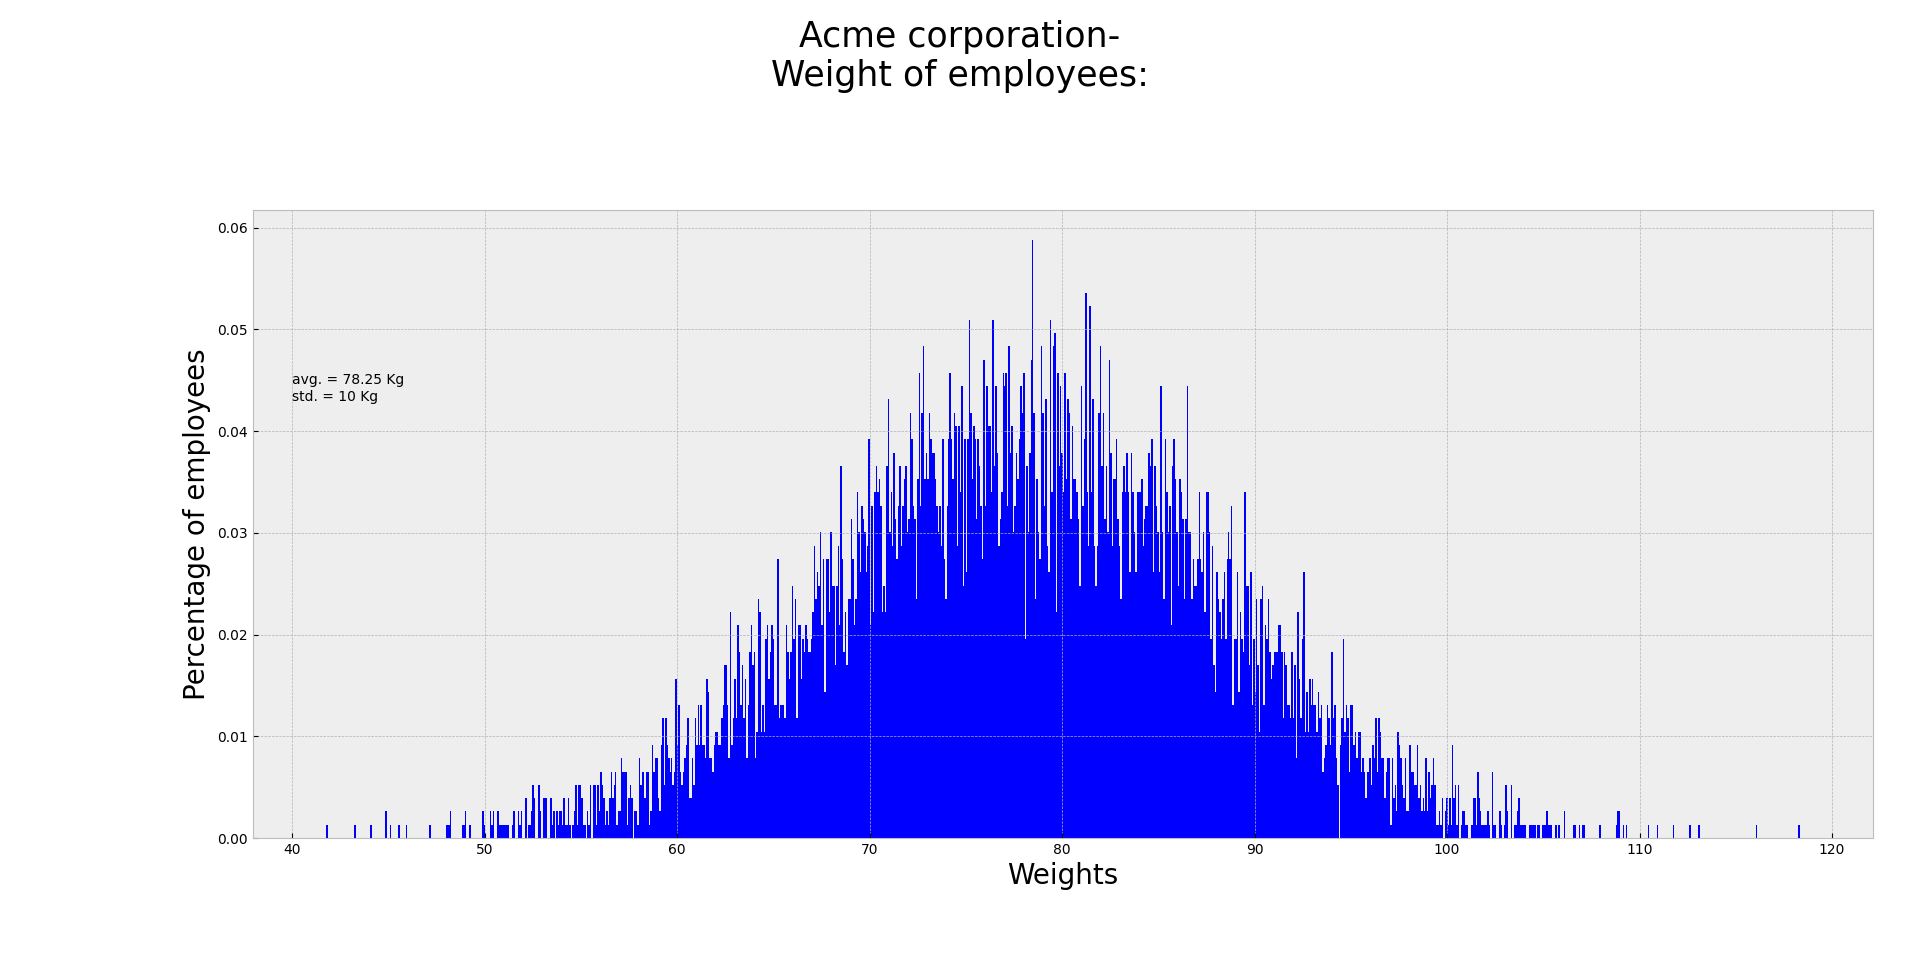 Acme corporation-
Weight of employees:
0.06
0.05
0.04
0.03
0.02
0.01
0.00
Percentage of employees
avg. = 78.25 Kg
std. = 10 Kg
40 50 60 70 80 90 100 110 120
Weights